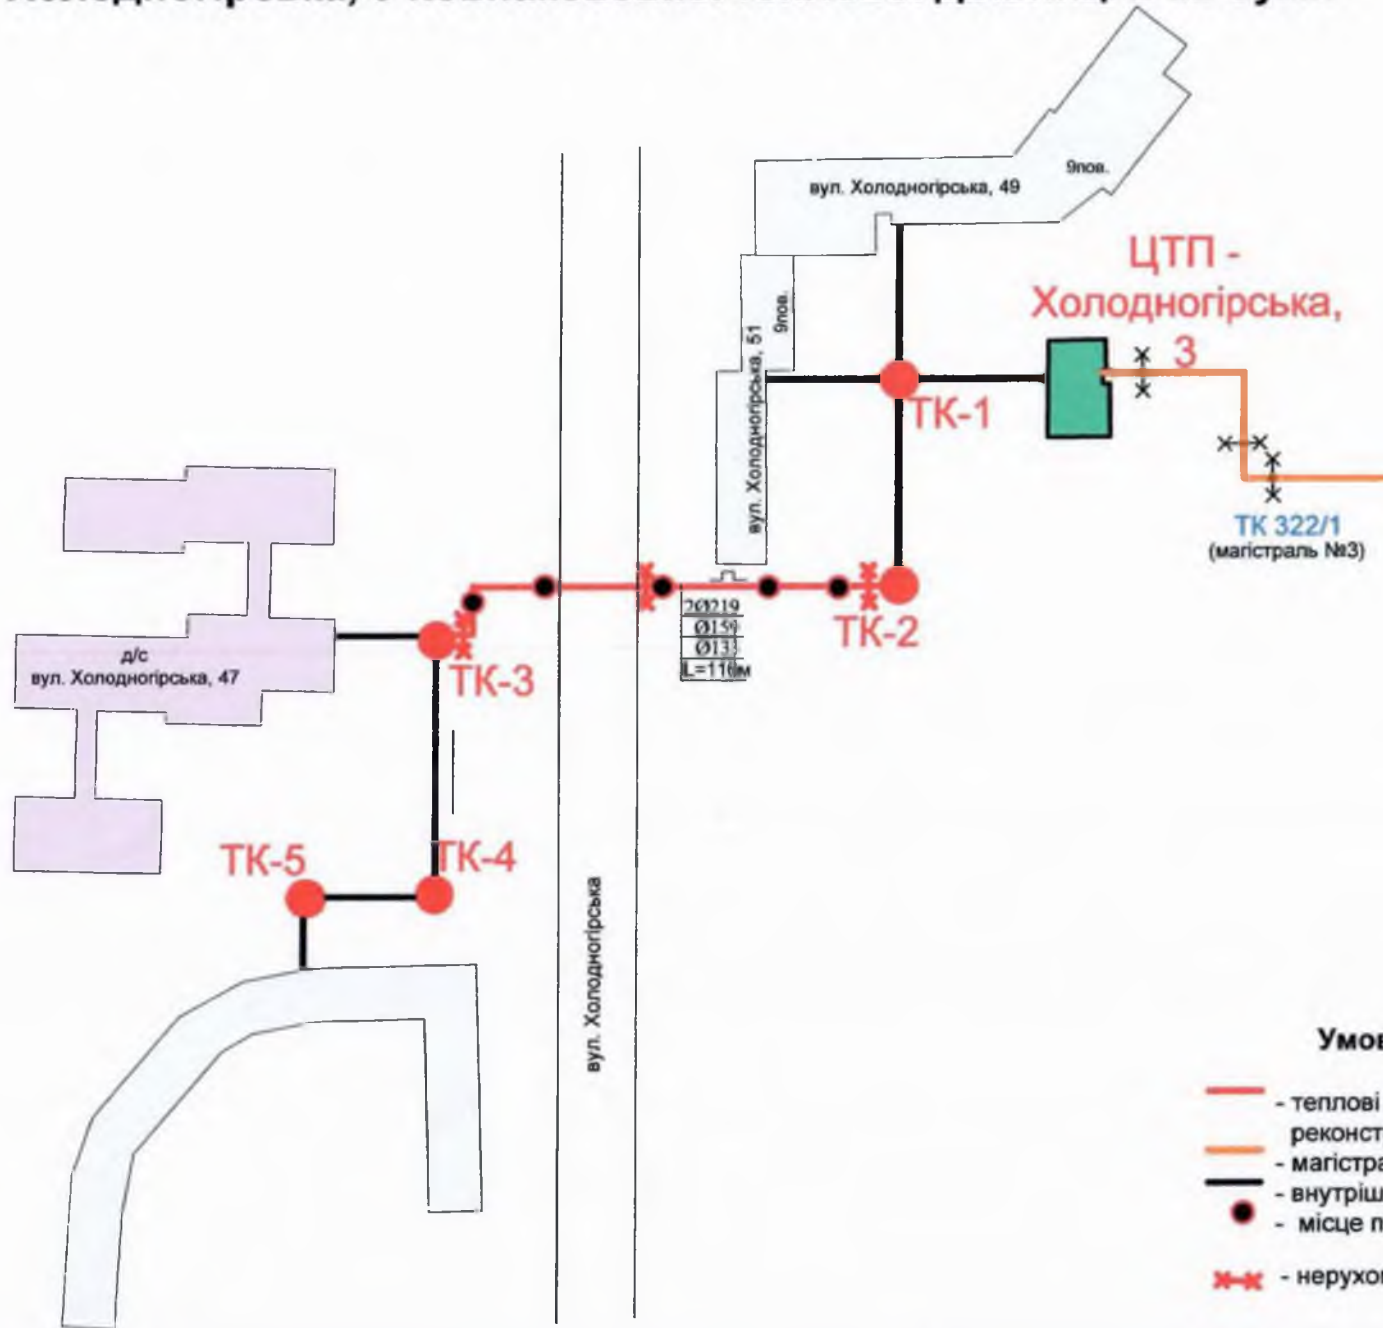 вул. Холодногірська, 49
9пов.
ЦТП -
Холодногірська,
3
9пов.
вул. Холодногірська, 51
ТК-1
ТК 322/1
(магістраль №3)
2Ø219
Ø159
Ø133
L=116м
ТК-2
ТК-3
д/с
вул. Холодногірська, 47
ТК-5
ТК-4
вул. Холодногірська
Умов
- теплові
реконст
- магістра
- внутріш
- місце п
- нерухо